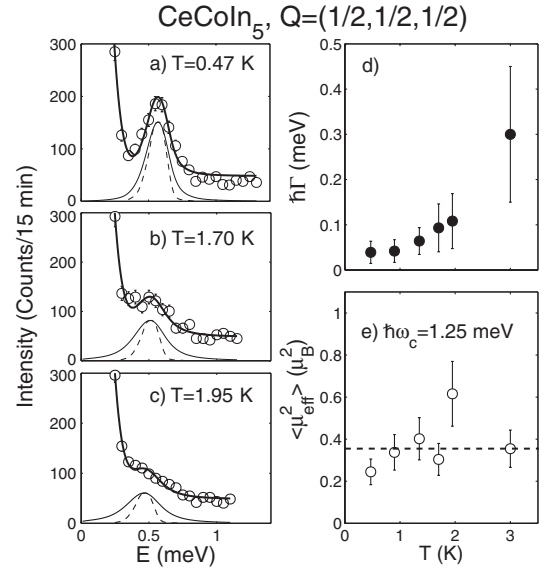 CeCoIn₅, Q=(1/2,1/2,1/2)
Intensity (Counts/15 min)
300
200
100
0
a) T=0.47 K
300
200
100
0
b) T=1.70 K
300
200
100
0
c) T=1.95 K
0
0.5
1
E (meV)
ħΓ (meV)
0.5
0.4
0.3
0.2
0.1
0
d)
<μ²eff> (μ²B)
1
0.8
0.6
0.4
0.2
0
e) ħω_c=1.25 meV
0
1
2
3
T (K)